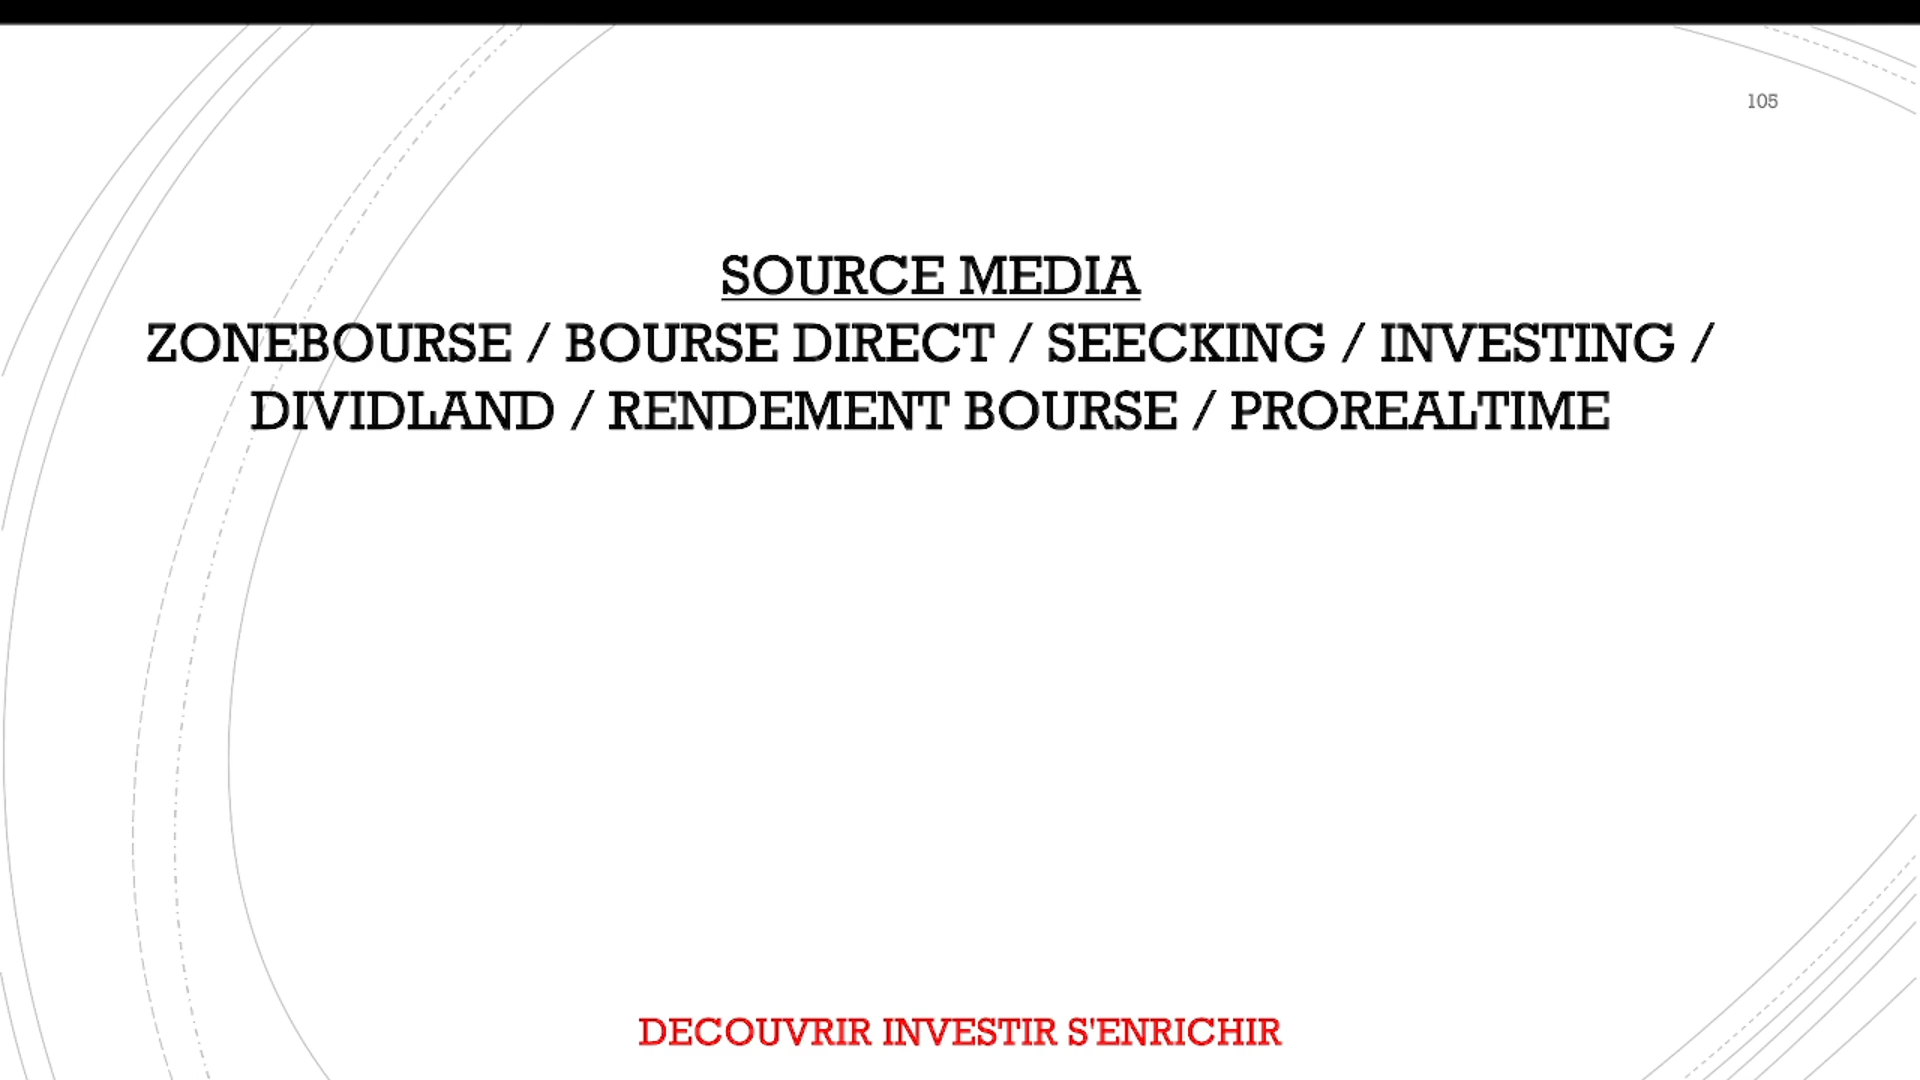 105
SOURCE MEDIA
ZONEBOURSE / BOURSE DIRECT / SEECKING / INVESTING /
DIVIDLAND / RENDEMENT BOURSE / PROREALTIME
DECOUVRIR INVESTIR S'ENRICHIR